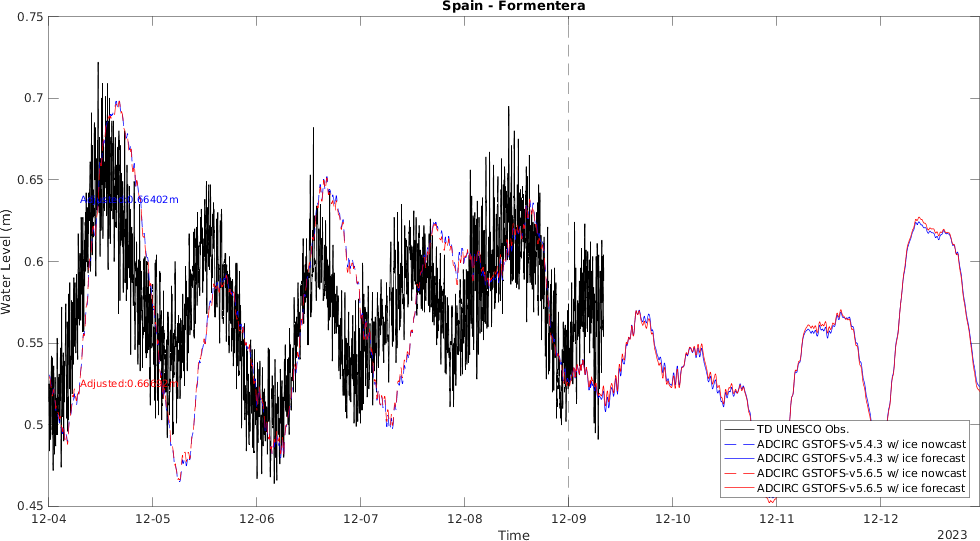 Spain - Formentera
0.75
0.7
0.65
0.6
0.55
0.5
0.45
Water Level (m)
Adjusted:0.66402m
12-04
12-05
12-06
12-07
12-08
12-09
12-10
12-11
12-12
Time
2023
TD UNESCO Obs.
ADCIRC GSTOFS-v5.4.3 w/ ice nowcast
ADCIRC GSTOFS-v5.4.3 w/ ice forecast
ADCIRC GSTOFS-v5.6.5 w/ ice nowcast
ADCIRC GSTOFS-v5.6.5 w/ ice forecast